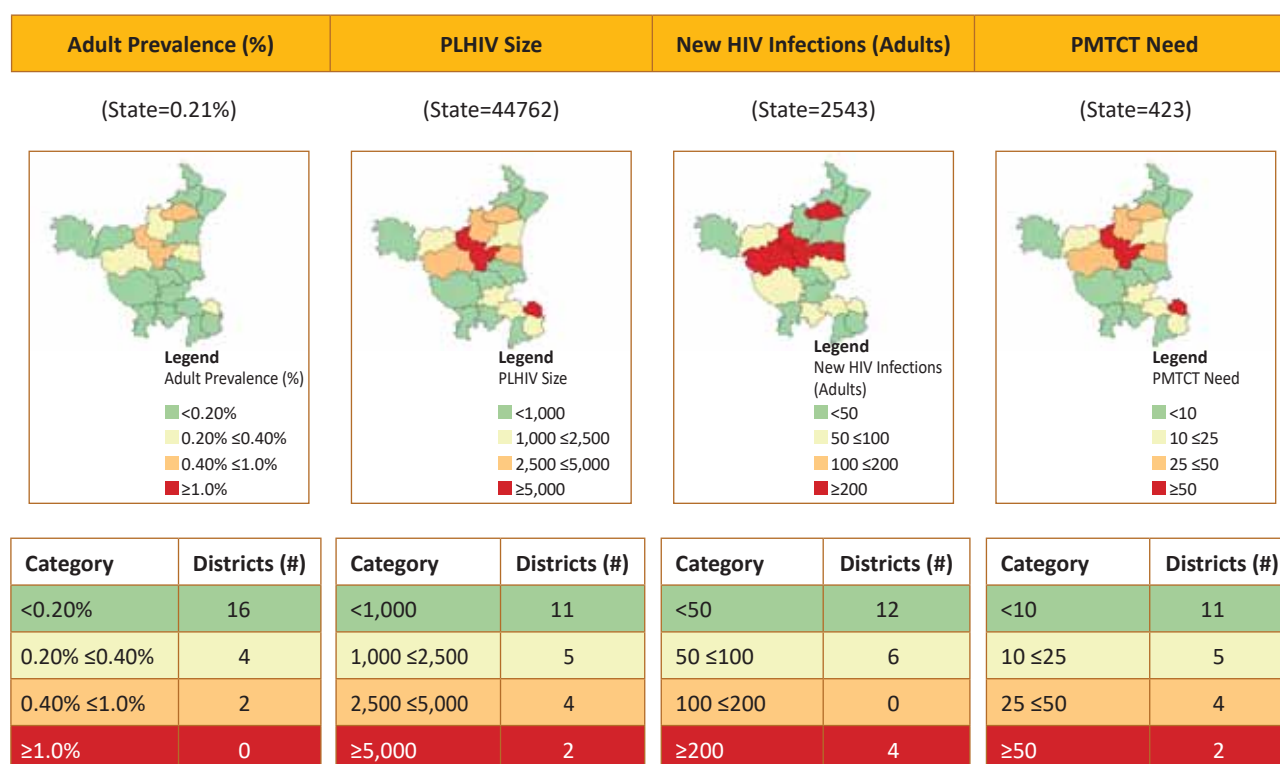 Adult Prevalence (%) PLHIV Size New HIV Infections (Adults) PMTCT Need
(State=0.21%) (State=44762) (State=2543) (State=423)
Legend
Adult Prevalence (%)
<0.20%
0.20% ≤0.40%
0.40% ≤1.0%
≥1.0%
Legend
PLHIV Size
<1,000
1,000 ≤2,500
2,500 ≤5,000
≥5,000
Legend
New HIV Infections
(Adults)
<50
50 ≤100
100 ≤200
≥200
Legend
PMTCT Need
<10
10 ≤25
25 ≤50
≥50
Category Districts (#)
<0.20% 16
0.20% ≤0.40% 4
0.40% ≤1.0% 2
≥1.0% 0
Category Districts (#)
<1,000 11
1,000 ≤2,500 5
2,500 ≤5,000 4
≥5,000 2
Category Districts (#)
<50 12
50 ≤100 6
100 ≤200 0
≥200 4
Category Districts (#)
<10 11
10 ≤25 5
25 ≤50 4
≥50 2